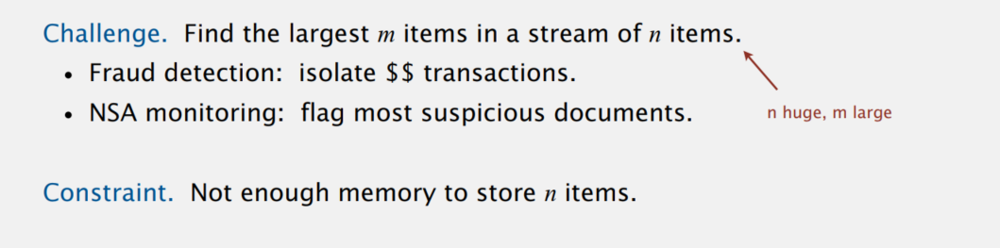 Challenge. Find the largest m items in a stream of n items.
• Fraud detection: isolate $$ transactions.
• NSA monitoring: flag most suspicious documents.
n huge, m large
Constraint. Not enough memory to store n items.